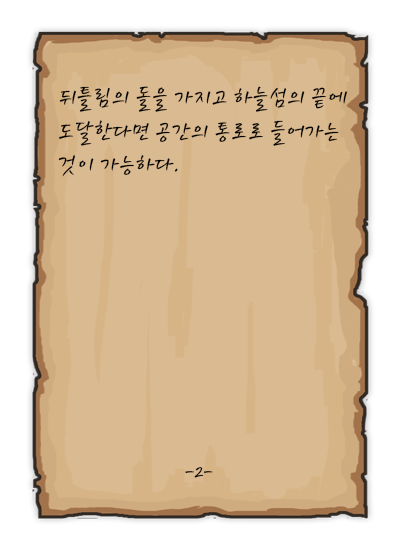 뒤틀림의 돌을 가지고 하늘섬의 끝에
도달한다면 공간의 통로로 들어가는
것이 가능하다.
-2-